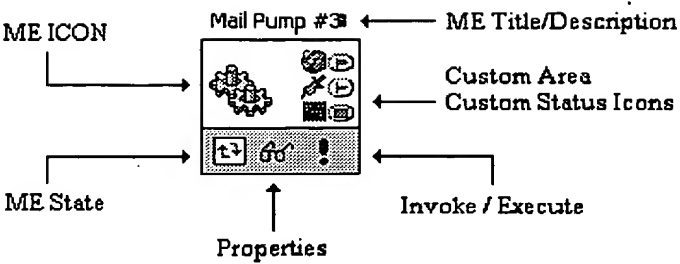 Mail Pump #3
ME Title/Description
ME ICON
Custom Area
Custom Status Icons
ME State
Invoke / Execute
Properties